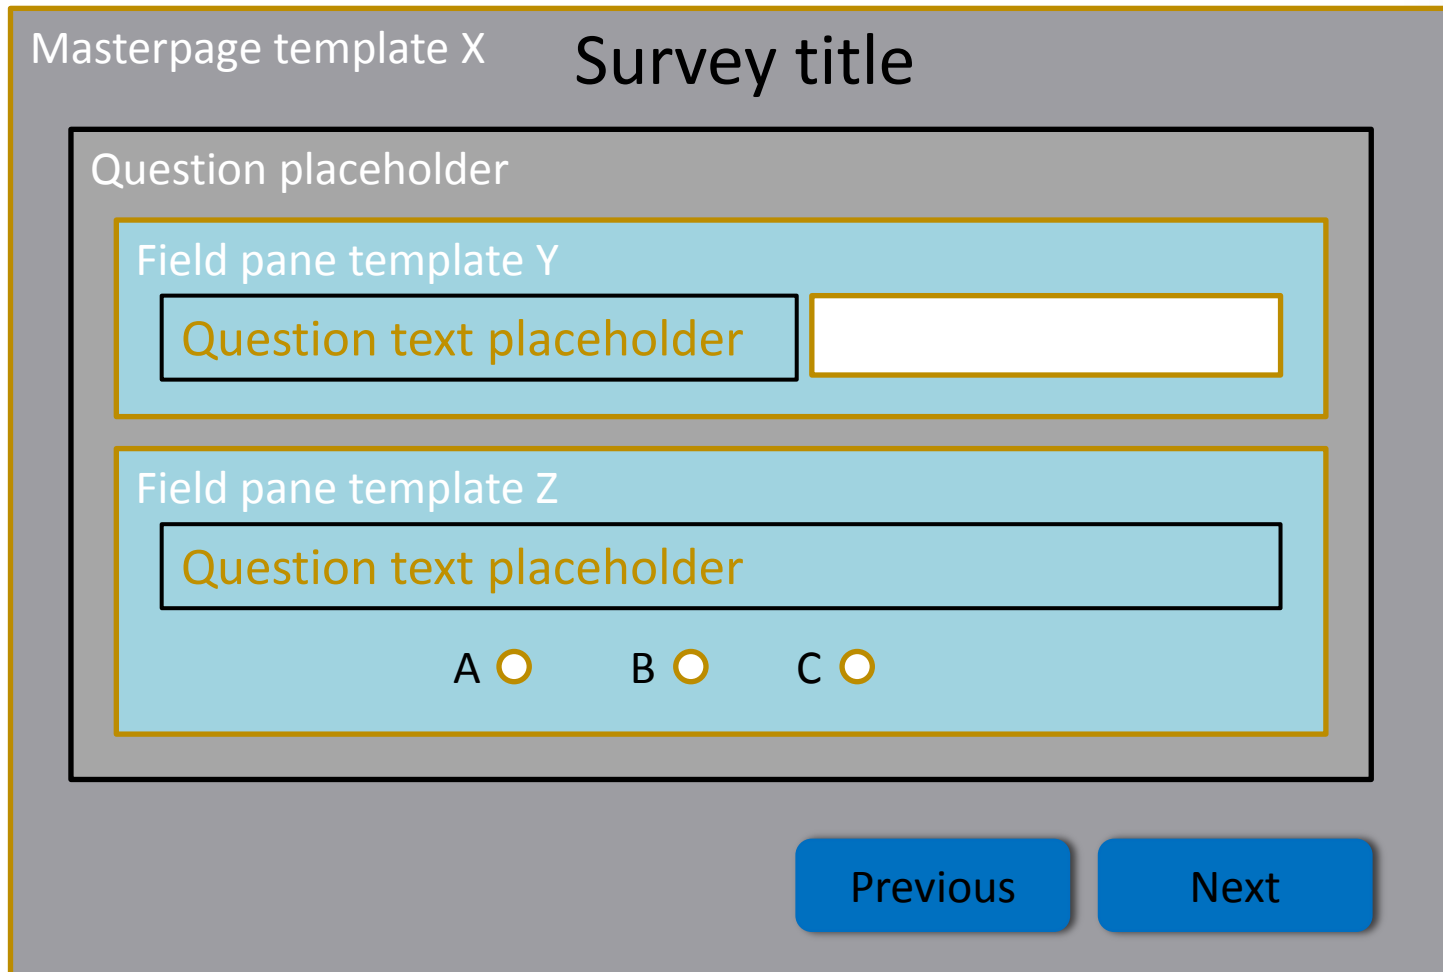 Masterpage template X
Survey title
Question placeholder
Field pane template Y
Question text placeholder
Field pane template Z
Question text placeholder
A B C
Previous Next